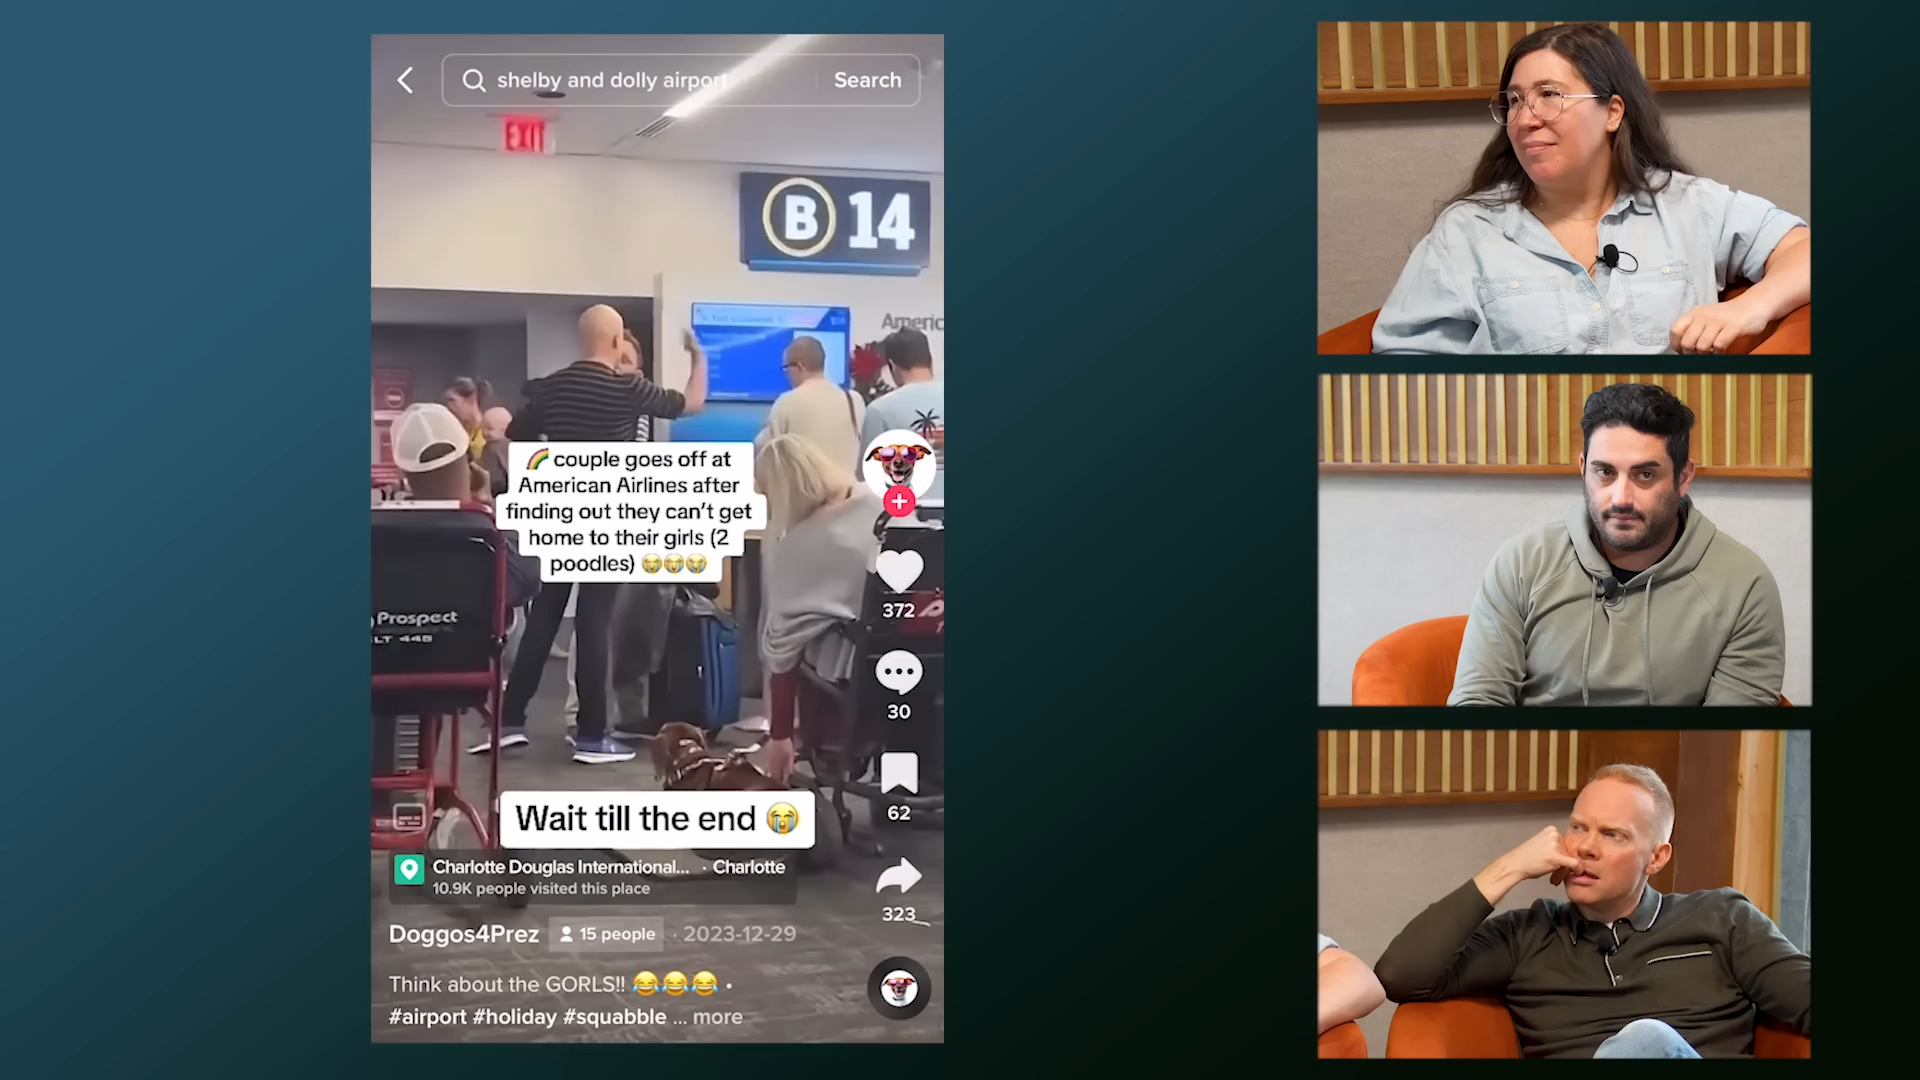 shelby and dolly airport
Search
EXIT
B 14
Americ
🌈 couple goes off at
American Airlines after
finding out they can't get
home to their girls (2
poodles) 😭😭😭
Prospect
LT 445
372
30
62
323
Wait till the end 😭
Charlotte Douglas International... · Charlotte
10.9K people visited this place
Doggos4Prez 15 people · 2023-12-29
Think about the GORLS!! 😂😂😂 •
#airport #holiday #squabble ... more